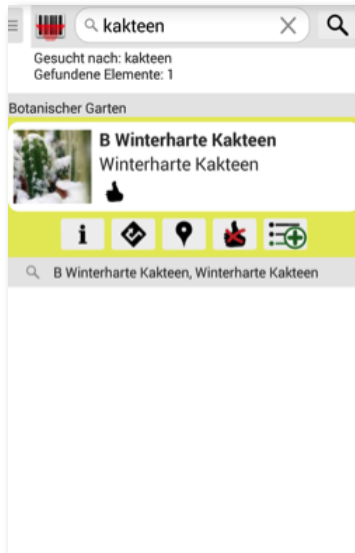 kakteen
Gesucht nach: kakteen
Gefundene Elemente: 1
Botanischer Garten
B Winterharte Kakteen
Winterharte Kakteen
B Winterharte Kakteen, Winterharte Kakteen